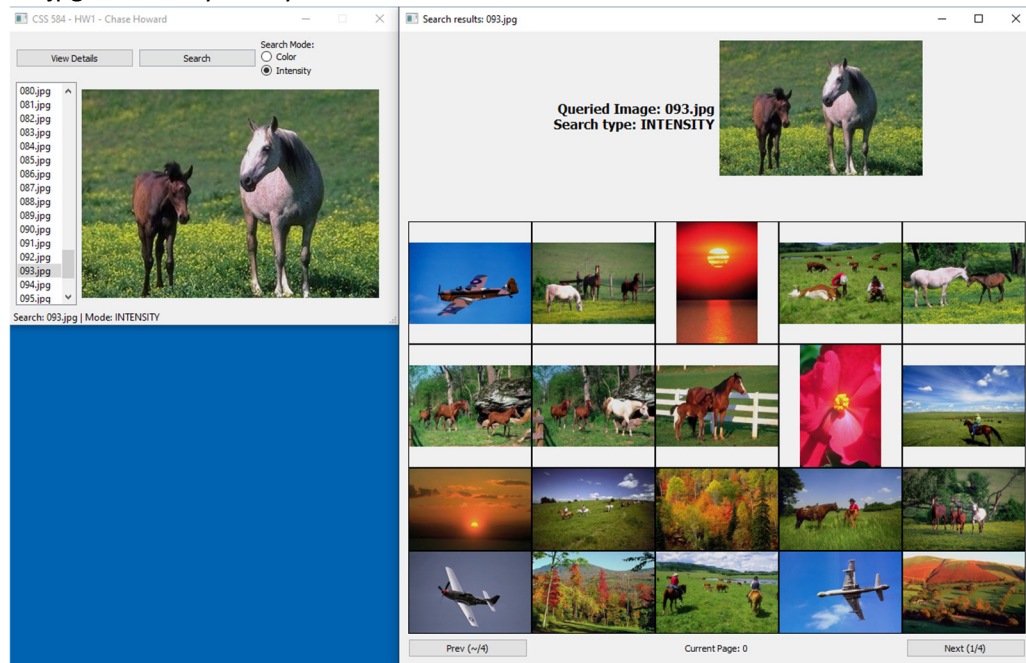 CSS 584 - HW1 - Chase Howard
View Details
Search
Search Mode:
Color
Intensity
080.jpg
081.jpg
082.jpg
083.jpg
084.jpg
085.jpg
086.jpg
087.jpg
088.jpg
089.jpg
090.jpg
091.jpg
092.jpg
093.jpg
094.jpg
095.jpg
Search: 093.jpg | Mode: INTENSITY
Search results: 093.jpg
Queried Image: 093.jpg
Search type: INTENSITY
Prev (~/4)
Current Page: 0
Next (1/4)